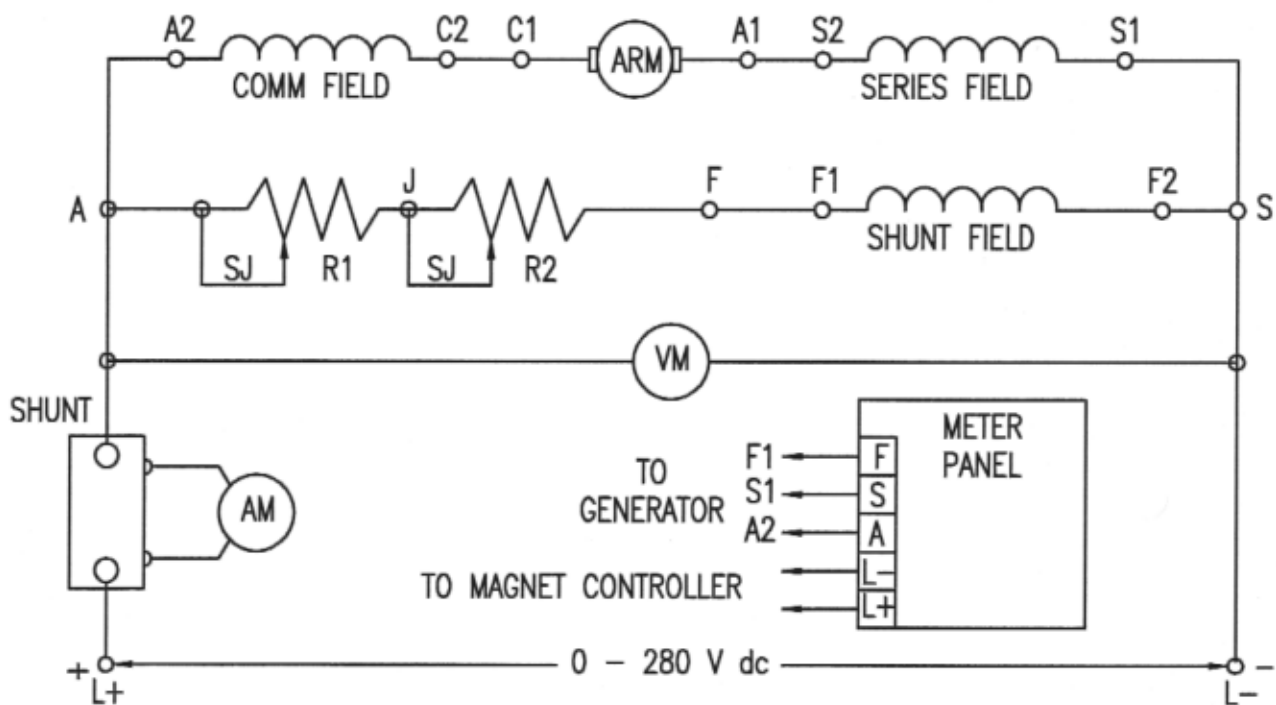 A2 C2 C1 ARM A1 S2 S1
COMM FIELD SERIES FIELD
A J F F1 F2 S
SJ R1 SJ R2 SHUNT FIELD
VM
SHUNT
AM
TO
GENERATOR
TO MAGNET CONTROLLER
F1 F
S1 S
A2 A
L-
L+
METER
PANEL
+ 0 - 280 V dc -
L+ L-